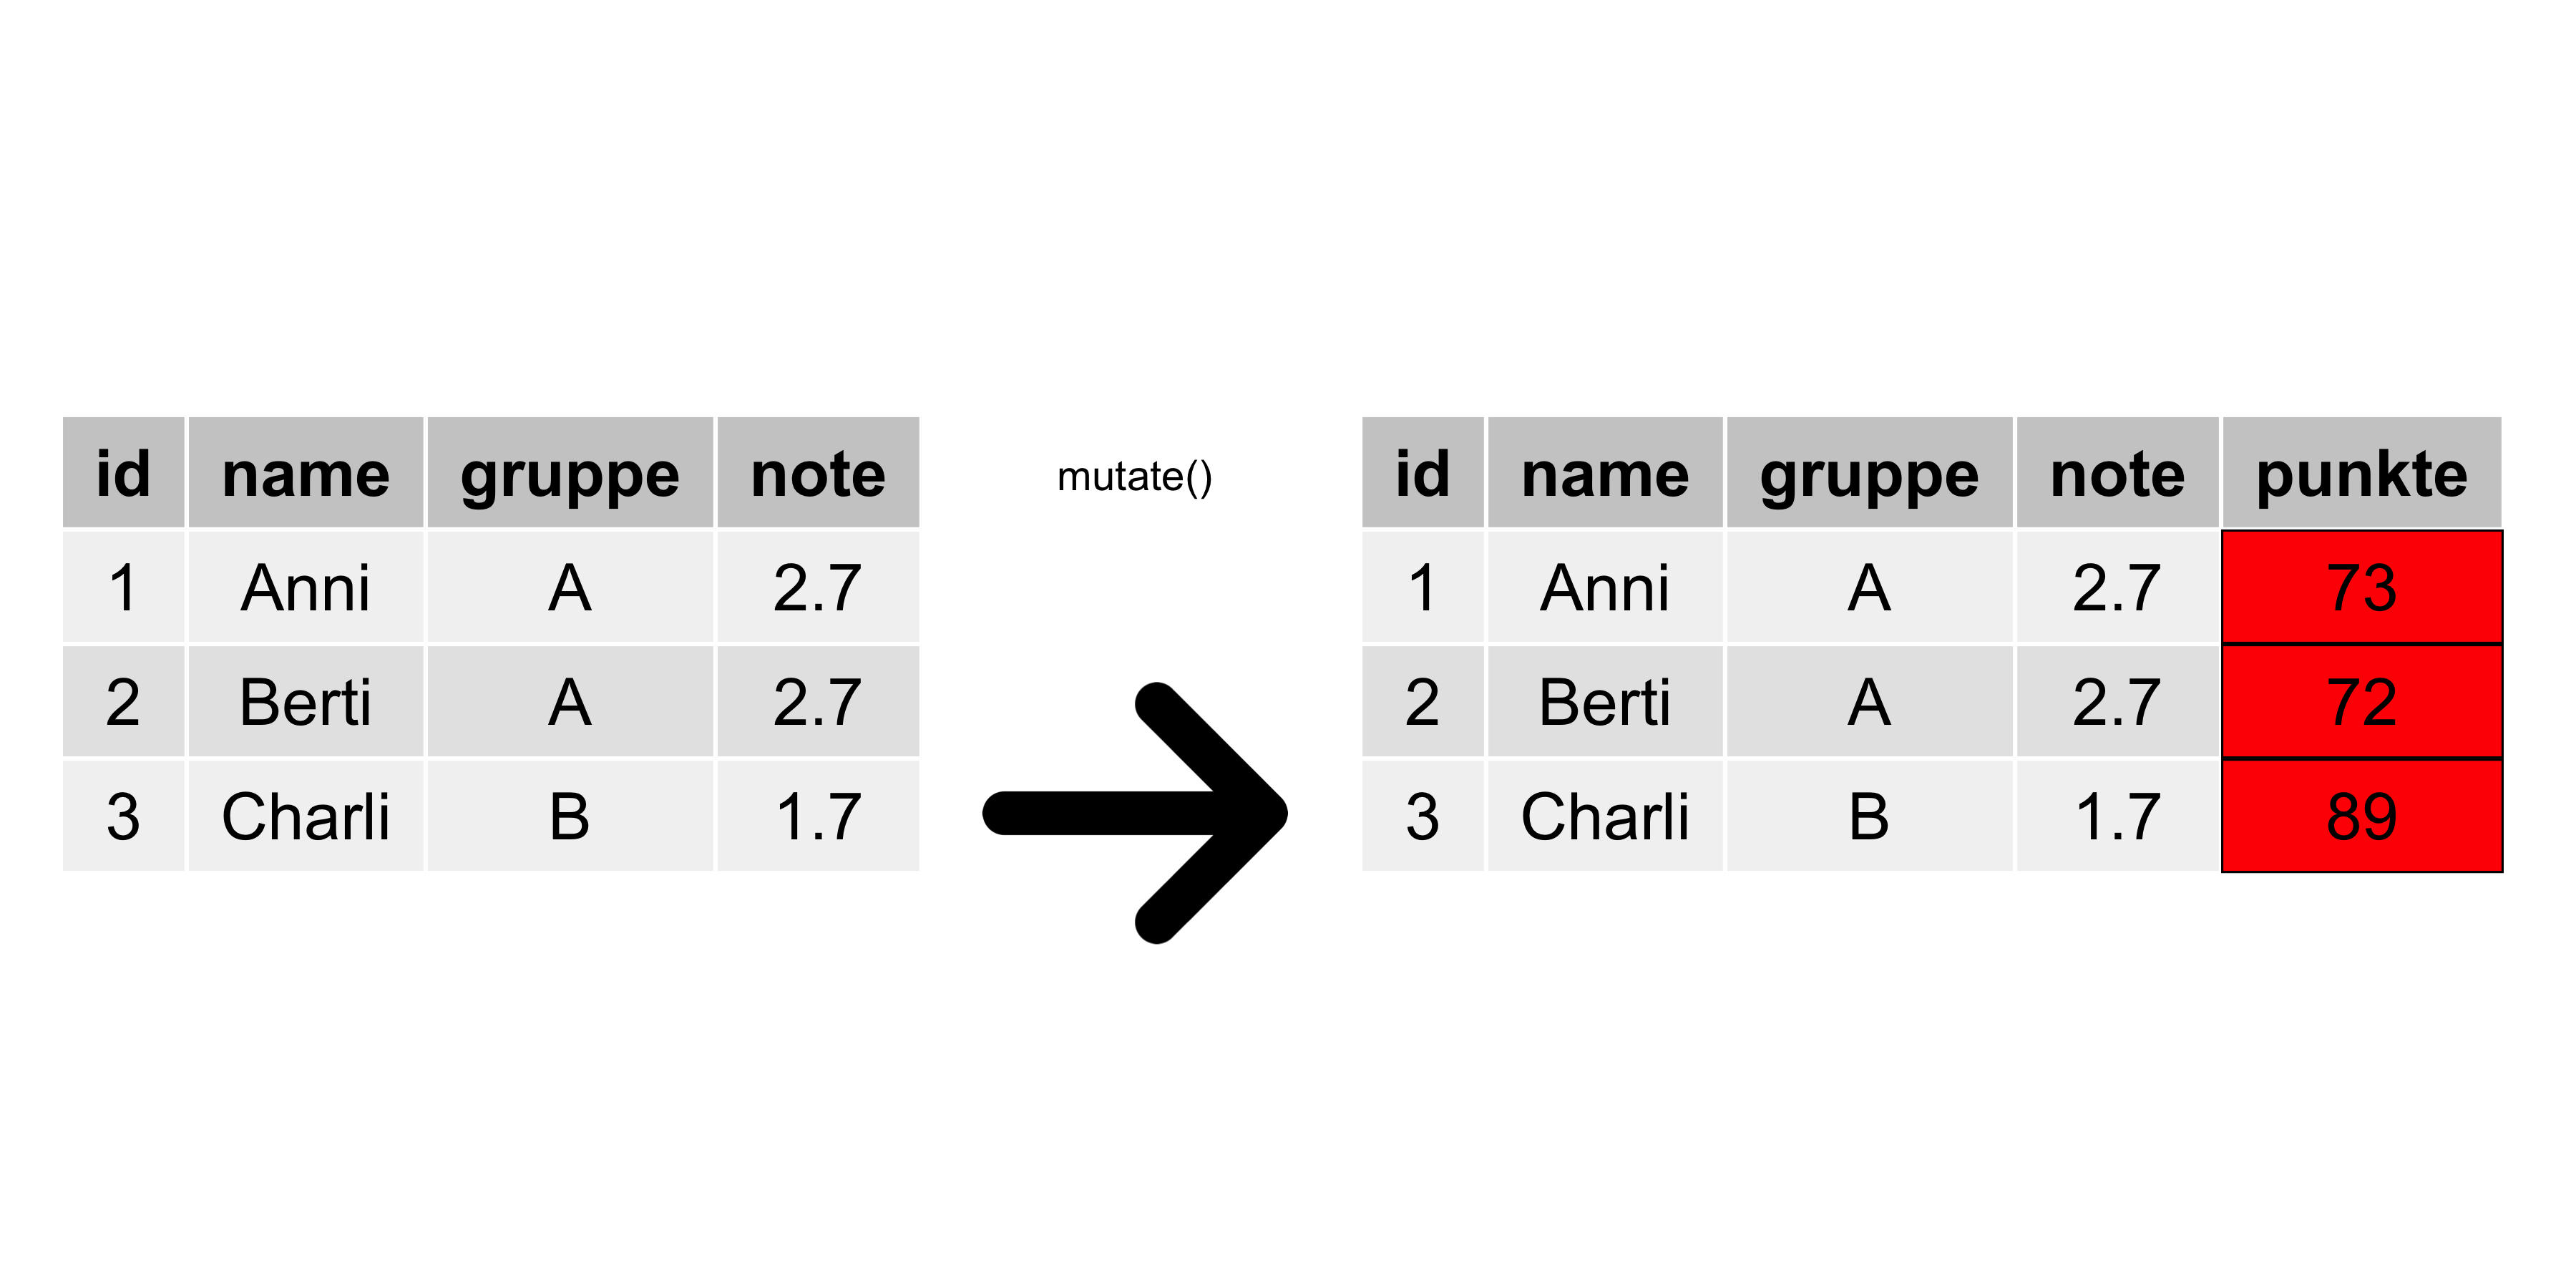 id name gruppe note
1 Anni A 2.7
2 Berti A 2.7
3 Charli B 1.7
mutate()
id name gruppe note punkte
1 Anni A 2.7 73
2 Berti A 2.7 72
3 Charli B 1.7 89